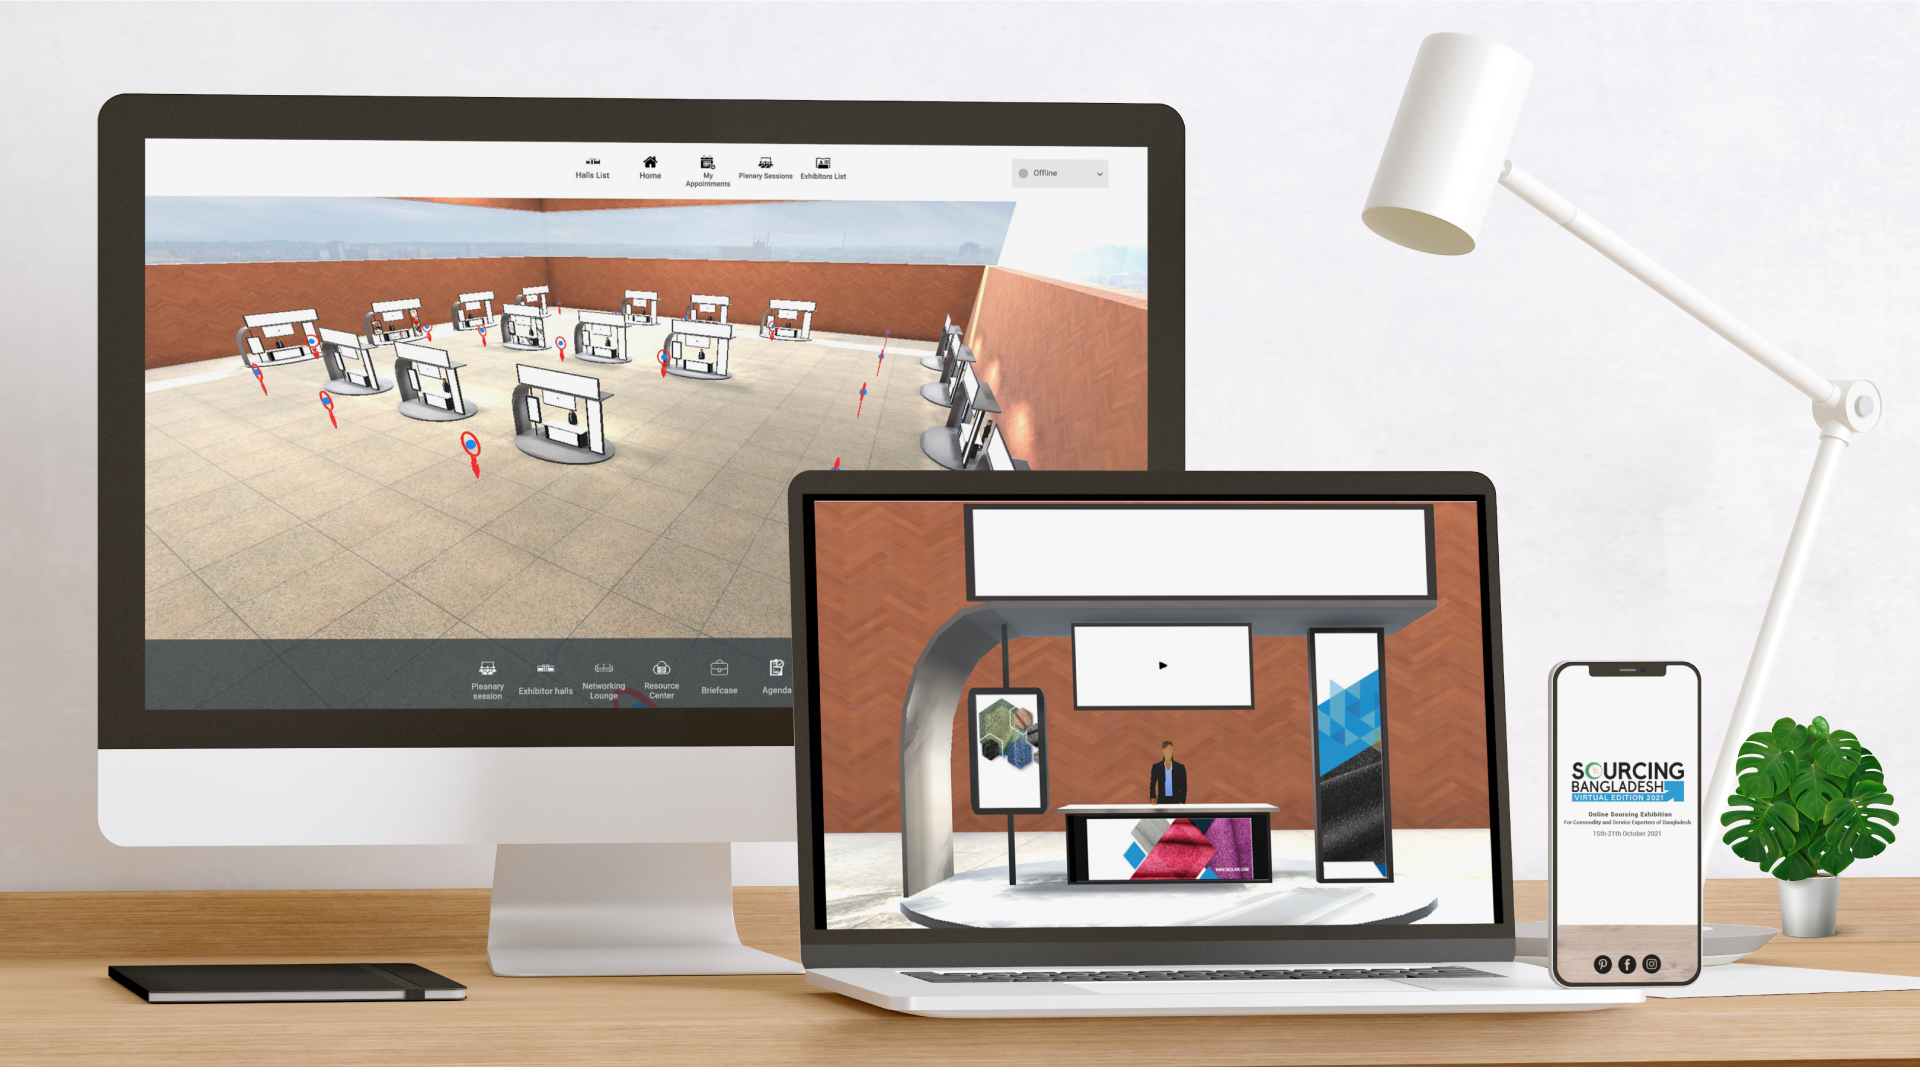 Halls List
Home
My
Appointments
Plenary Sessions
Exhibitors List
Offline
Pleanary
session
Exhibitor halls
Networking
Lounge
Resource
Center
Briefcase
Agenda
SOURCING
BANGLADESH
VIRTUAL EDITION 2021
Online Sourcing Exhibition
For Commodity and Service Exporters of Bangladesh
15th-21th October 2021